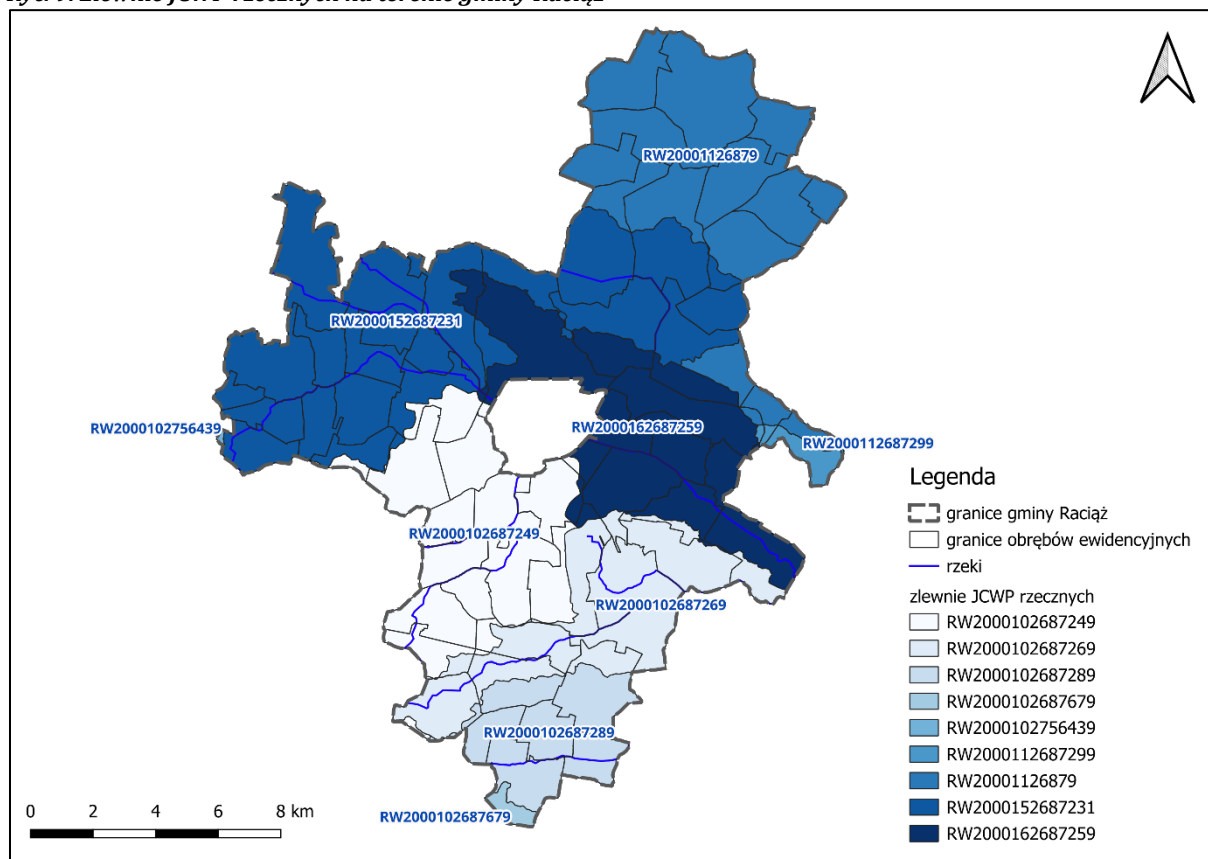 RW20001126879
RW2000152687231
RW2000102756439
RW2000162687259
RW2000112687299
RW2000102687249
RW2000102687269
RW2000102687289
RW2000102687679
Legenda
granice gminy Raciąż
granice obrębów ewidencyjnych
rzeki
zlewnie JCWP rzecznych
RW2000102687249
RW2000102687269
RW2000102687289
RW2000102687679
RW2000102756439
RW2000112687299
RW20001126879
RW2000152687231
RW2000162687259
0 2 4 6 8 km